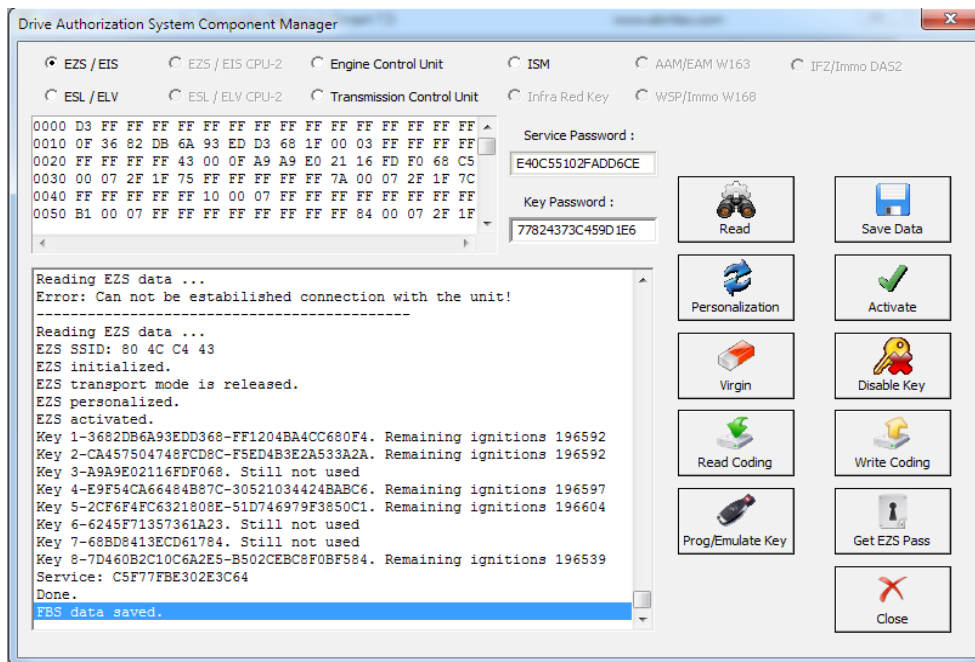 Drive Authorization System Component Manager
EZS / EIS
EZS / EIS CPU-2
Engine Control Unit
ISM
AAM/EAM W163
IFZ/Immo DAS2
ESL / ELV
ESL / ELV CPU-2
Transmission Control Unit
Infra Red Key
WSP/Immo W168
0000 D3 FF FF FF FF FF FF FF FF FF FF FF FF FF FF FF
0010 0F 36 82 DB 6A 93 ED D3 68 1F 00 03 FF FF FF FF
0020 FF FF FF FF 43 00 0F A9 A9 E0 21 16 FD F0 68 C5
0030 00 07 2F 1F 75 FF FF FF FF FF 7A 00 07 2F 1F 7C
0040 FF FF FF FF FF 10 00 07 FF FF FF FF FF FF FF FF
0050 B1 00 07 FF FF FF FF FF FF FF FF 84 00 07 2F 1F
Service Password :
E40C55102FADD6CE
Key Password :
77824373C459D1E6
Read
Save Data
Personalization
Activate
Virgin
Disable Key
Read Coding
Write Coding
Prog/Emulate Key
Get EZS Pass
Close
Reading EZS data ...
Error: Can not be estabilished connection with the unit!
--------------------------------------------
Reading EZS data ...
EZS SSID: 80 4C C4 43
EZS initialized.
EZS transport mode is released.
EZS personalized.
EZS activated.
Key 1-3682DB6A93EDD368-FF1204BA4CC680F4. Remaining ignitions 196592
Key 2-CA457504748FCD8C-F5ED4B3E2A533A2A. Remaining ignitions 196592
Key 3-A9A9E02116FDF068. Still not used
Key 4-E9F54CA66484B87C-30521034424BABC6. Remaining ignitions 196597
Key 5-2CF6F4FC6321808E-51D746979F3850C1. Remaining ignitions 196604
Key 6-6245F71357361A23. Still not used
Key 7-68BD8413ECD61784. Still not used
Key 8-7D460B2C10C6A2E5-B502CEBC8F0BF584. Remaining ignitions 196539
Service: C5F77FBE302E3C64
Done.
FBS data saved.